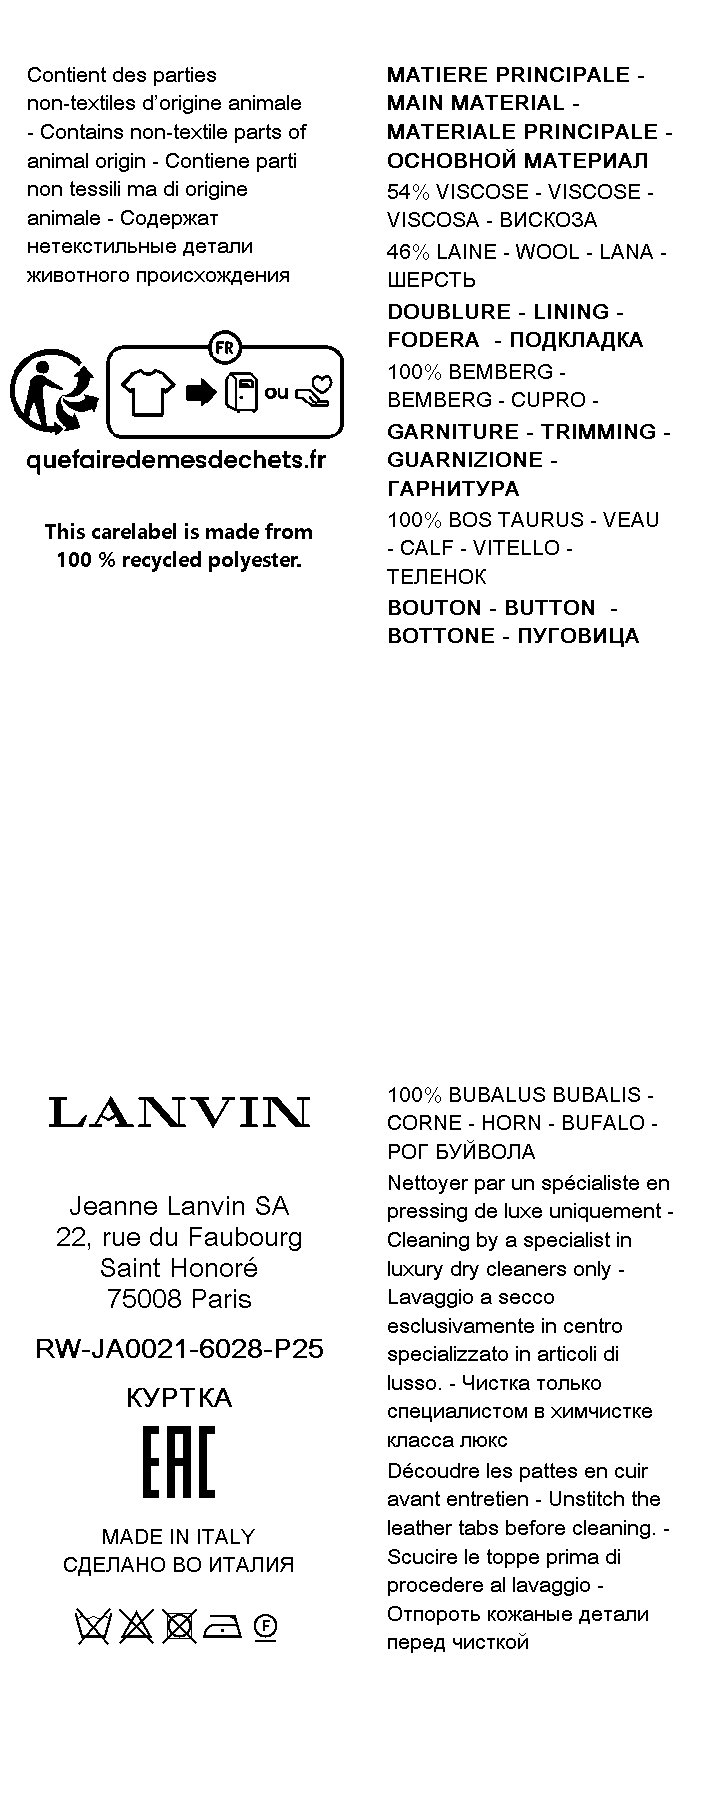 Contient des parties
non-textiles d'origine animale
- Contains non-textile parts of
animal origin - Contiene parti
non tessili ma di origine
animale - Содержат
нетекстильные детали
животного происхождения
FR
ou
quefairedemesdechets.fr
This carelabel is made from
100 % recycled polyester.
MATIERE PRINCIPALE -
MAIN MATERIAL -
MATERIALE PRINCIPALE -
ОСНОВНОЙ МАТЕРИАЛ
54% VISCOSE - VISCOSE -
VISCOSA - ВИСКОЗА
46% LAINE - WOOL - LANA -
ШЕРСТЬ
DOUBLURE - LINING -
FODERA  - ПОДКЛАДКА
100% BEMBERG -
BEMBERG - CUPRO -
GARNITURE - TRIMMING -
GUARNIZIONE -
ГАРНИТУРА
100% BOS TAURUS - VEAU
- CALF - VITELLO -
ТЕЛЕНОК
BOUTON - BUTTON  -
BOTTONE - ПУГОВИЦА
LANVIN
Jeanne Lanvin SA
22, rue du Faubourg
Saint Honoré
75008 Paris
RW-JA0021-6028-P25
КУРТКА
EAC
MADE IN ITALY
СДЕЛАНО ВО ИТАЛИЯ
F
100% BUBALUS BUBALIS -
CORNE - HORN - BUFALO -
РОГ БУЙВОЛА
Nettoyer par un spécialiste en
pressing de luxe uniquement -
Cleaning by a specialist in
luxury dry cleaners only -
Lavaggio a secco
esclusivamente in centro
specializzato in articoli di
lusso. - Чистка только
специалистом в химчистке
класса люкс
Découdre les pattes en cuir
avant entretien - Unstitch the
leather tabs before cleaning. -
Scucire le toppe prima di
procedere al lavaggio -
Отпороть кожаные детали
перед чисткой